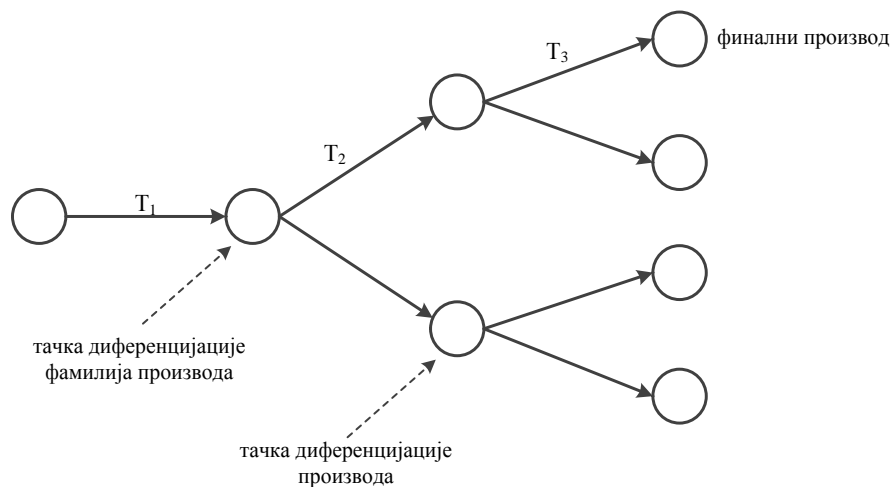 T₃
финални производ
T₂
T₁
тачка диференцијације
фамилија производа
тачка диференцијације
производа